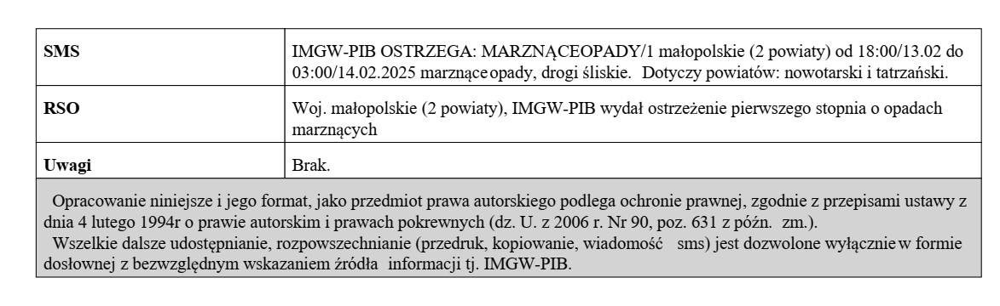 SMS
IMGW-PIB OSTRZEGA: MARZNĄCEOPADY/1 małopolskie (2 powiaty) od 18:00/13.02 do
03:00/14.02.2025 marznące opady, drogi śliskie. Dotyczy powiatów: nowotarski i tatrzański.
RSO
Woj. małopolskie (2 powiaty), IMGW-PIB wydał ostrzeżenie pierwszego stopnia o opadach
marznących
Uwagi
Brak.
Opracowanie niniejsze i jego format, jako przedmiot prawa autorskiego podlega ochronie prawnej, zgodnie z przepisami ustawy z
dnia 4 lutego 1994r o prawie autorskim i prawach pokrewnych (dz. U. z 2006 r. Nr 90, poz. 631 z późn. zm.).
Wszelkie dalsze udostępnianie, rozpowszechnianie (przedruk, kopiowanie, wiadomość sms) jest dozwolone wyłącznie w formie
dosłownej z bezwzględnym wskazaniem źródła informacji tj. IMGW-PIB.